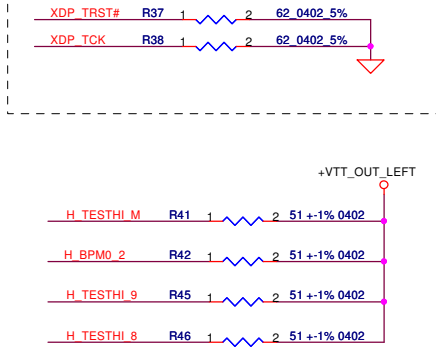 XDP_TRST# R37 1 2 62_0402_5%
XDP_TCK R38 1 2 62_0402_5%
+VTT_OUT_LEFT
H_TESTHI_M R41 1 2 51 +-1% 0402
H_BPM0_2 R42 1 2 51 +-1% 0402
H_TESTHI_9 R45 1 2 51 +-1% 0402
H_TESTHI_8 R46 1 2 51 +-1% 0402